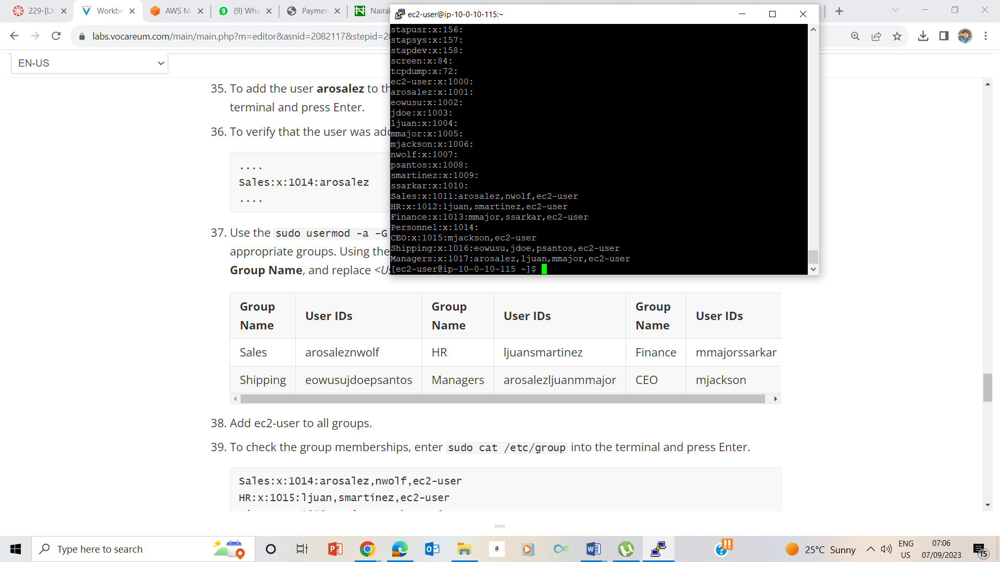 229-[LX
Workbe
AWS M
(9) Wha
Paymen
Nairal
labs.vocareum.com/main/main.php?m=editor&asnid=2082117&stepid=20
EN-US
35. To add the user arosalez to th
terminal and press Enter.
36. To verify that the user was add
....
Sales:x:1014:arosalez
....
37. Use the sudo usermod -a -G
appropriate groups. Using the
Group Name, and replace <Us
Group Name User IDs Group Name User IDs Group Name User IDs
Sales arosaleznwolf HR ljuansmartinez Finance mmajorssarkar
Shipping eowusujdoepsantos Managers arosalezljuanmmajor CEO mjackson
38. Add ec2-user to all groups.
39. To check the group memberships, enter sudo cat /etc/group into the terminal and press Enter.
Sales:x:1014:arosalez,nwolf,ec2-user
HR:x:1015:ljuan,smartinez,ec2-user
ec2-user@ip-10-0-10-115:~
stapusr:x:156:
stapsys:x:157:
stapdev:x:158:
screen:x:84:
tcpdump:x:72:
ec2-user:x:1000:
arosalez:x:1001:
eowusu:x:1002:
jdoe:x:1003:
ljuan:x:1004:
mmajor:x:1005:
mjackson:x:1006:
nwolf:x:1007:
psantos:x:1008:
smartinez:x:1009:
ssarkar:x:1010:
Sales:x:1011:arosalez,nwolf,ec2-user
HR:x:1012:ljuan,smartinez,ec2-user
Finance:x:1013:mmajor,ssarkar,ec2-user
Personnel:x:1014:
CEO:x:1015:mjackson,ec2-user
Shipping:x:1016:eowusu,jdoe,psantos,ec2-user
Managers:x:1017:arosalez,ljuan,mmajor,ec2-user
[ec2-user@ip-10-0-10-115 ~]$
Type here to search
25°C Sunny
ENG
US
07:06
07/09/2023
15